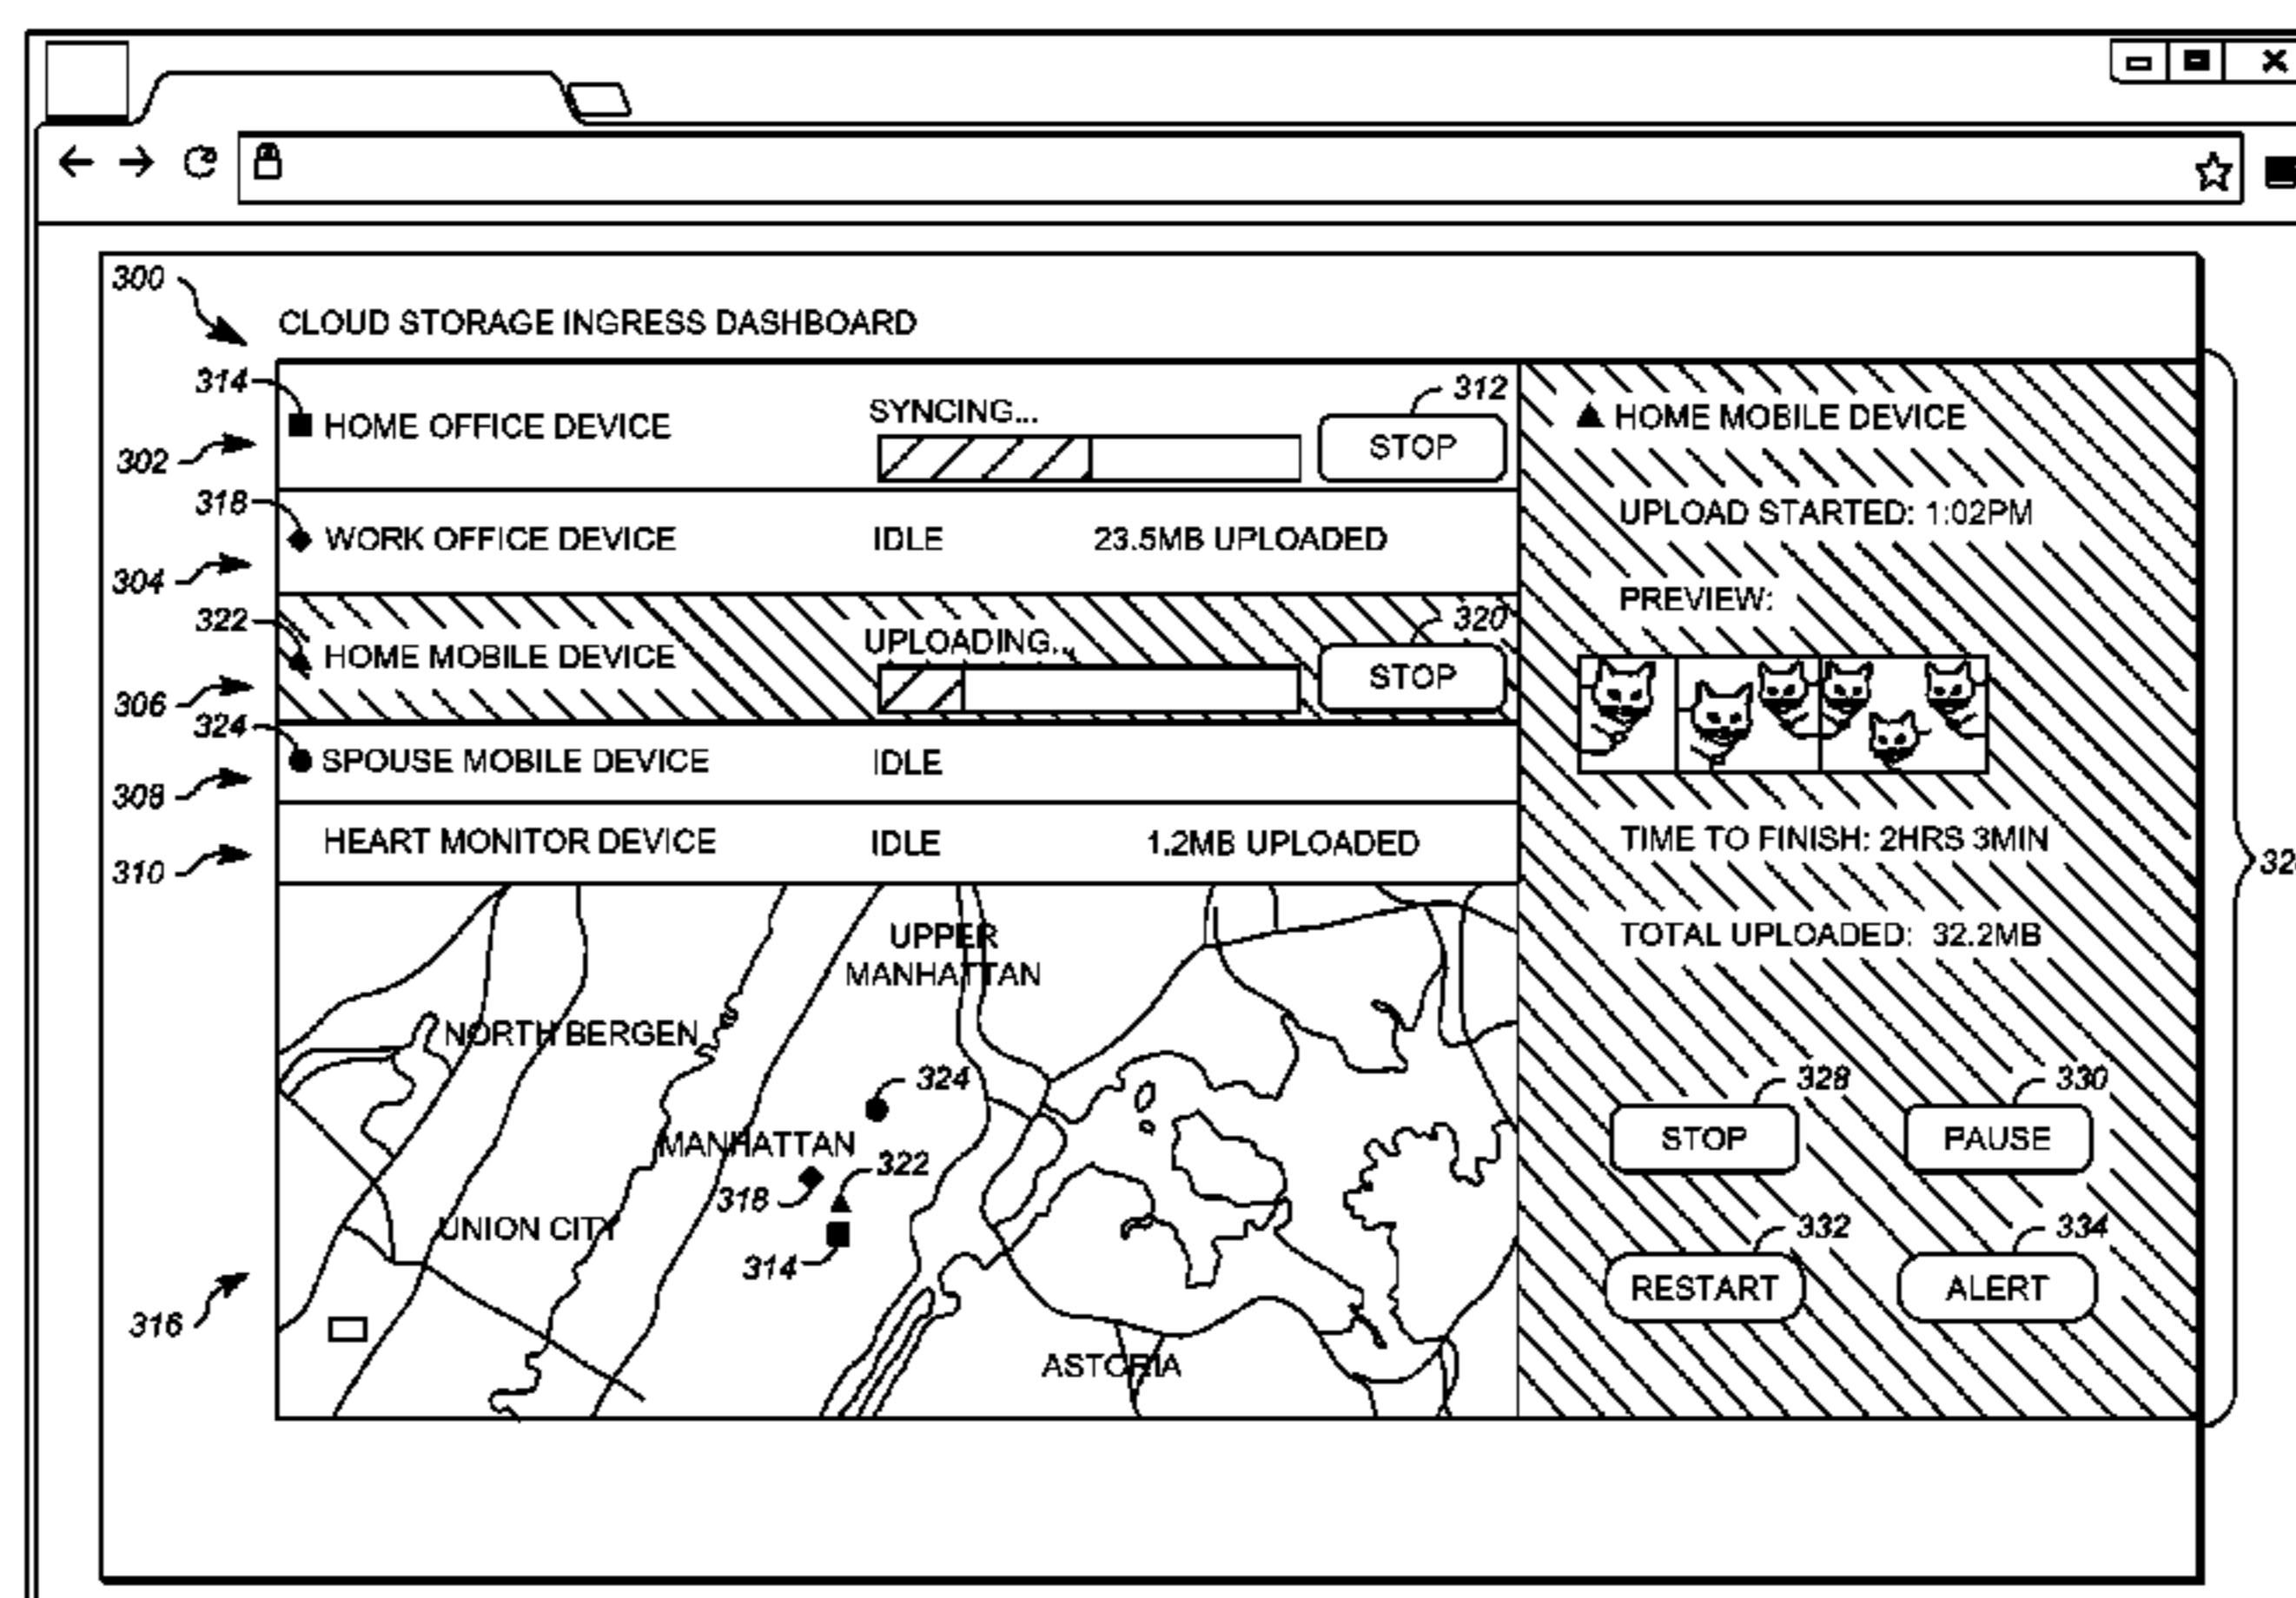 300
CLOUD STORAGE INGRESS DASHBOARD
314
HOME OFFICE DEVICE
SYNCING...
312
STOP
302
318
WORK OFFICE DEVICE IDLE 23.5MB UPLOADED
304
322
HOME MOBILE DEVICE
UPLOADING...
320
STOP
306
324
SPOUSE MOBILE DEVICE IDLE
308
HEART MONITOR DEVICE IDLE 1.2MB UPLOADED
310
UPPER
MANHATTAN
NORTH BERGEN
324
MANHATTAN
322
318
UNION CITY
314
316
ASTORIA
HOME MOBILE DEVICE
UPLOAD STARTED: 1:02PM
PREVIEW:
TIME TO FINISH: 2HRS 3MIN
TOTAL UPLOADED: 32.2MB
328
STOP
330
PAUSE
332
RESTART
334
ALERT